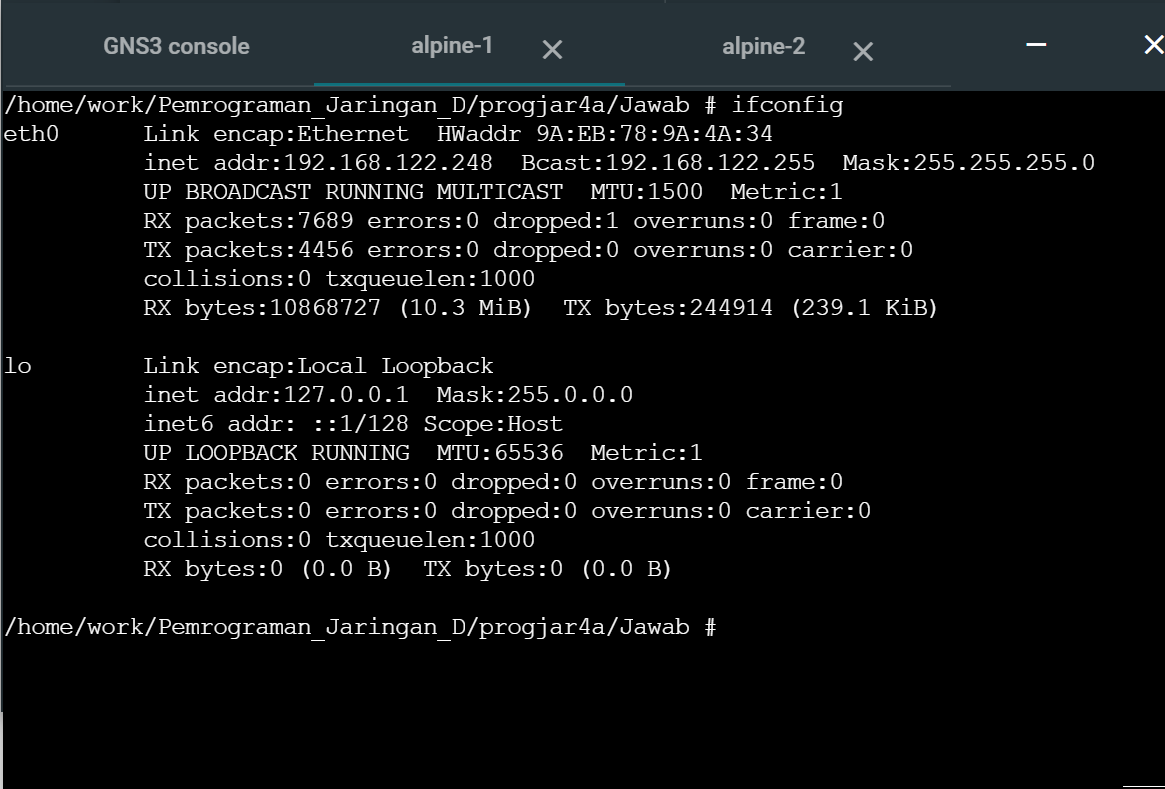 GNS3 console alpine-1 alpine-2
/home/work/Pemrograman_Jaringan_D/progjar4a/Jawab # ifconfig
eth0 Link encap:Ethernet HWaddr 9A:EB:78:9A:4A:34
inet addr:192.168.122.248 Bcast:192.168.122.255 Mask:255.255.255.0
UP BROADCAST RUNNING MULTICAST MTU:1500 Metric:1
RX packets:7689 errors:0 dropped:1 overruns:0 frame:0
TX packets:4456 errors:0 dropped:0 overruns:0 carrier:0
collisions:0 txqueuelen:1000
RX bytes:10868727 (10.3 MiB) TX bytes:244914 (239.1 KiB)
lo Link encap:Local Loopback
inet addr:127.0.0.1 Mask:255.0.0.0
inet6 addr: ::1/128 Scope:Host
UP LOOPBACK RUNNING MTU:65536 Metric:1
RX packets:0 errors:0 dropped:0 overruns:0 frame:0
TX packets:0 errors:0 dropped:0 overruns:0 carrier:0
collisions:0 txqueuelen:1000
RX bytes:0 (0.0 B) TX bytes:0 (0.0 B)
/home/work/Pemrograman_Jaringan_D/progjar4a/Jawab #